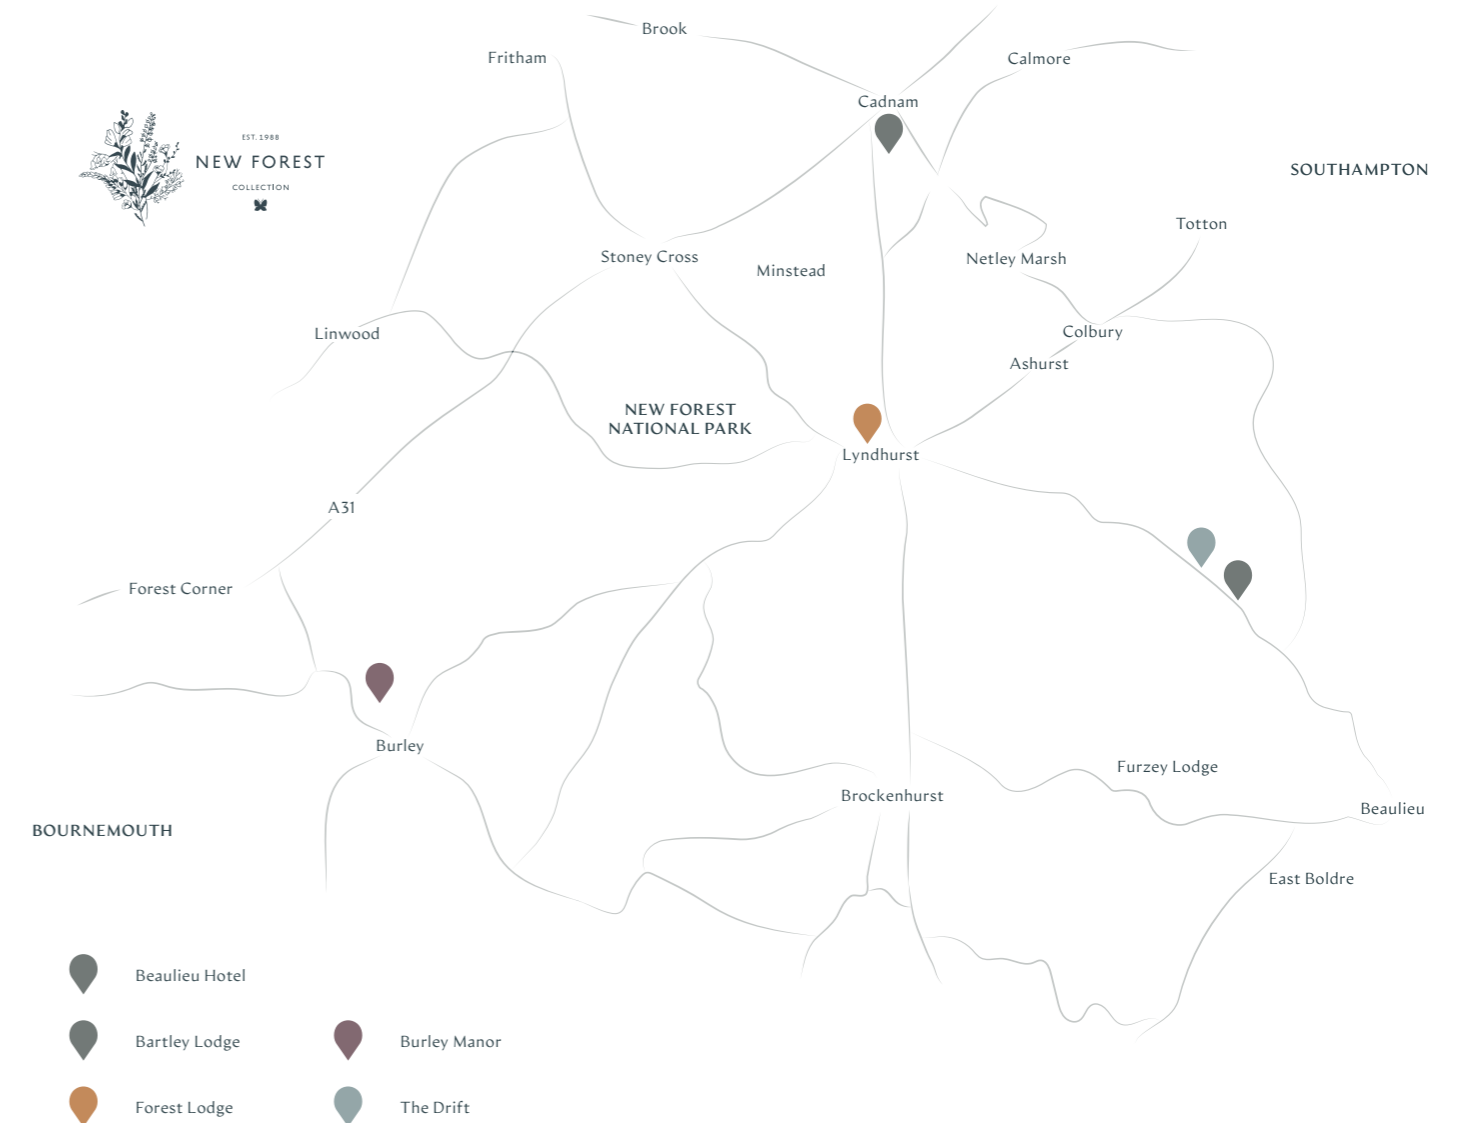 Brook
Fritham
Calmore
Cadnam
EST. 1988
NEW FOREST
COLLECTION
SOUTHAMPTON
Totton
Stoney Cross
Minstead
Netley Marsh
Linwood
Colbury
Ashurst
NEW FOREST
NATIONAL PARK
Lyndhurst
A31
Forest Corner
Burley
Furzey Lodge
Brockenhurst
Beaulieu
BOURNEMOUTH
East Boldre
Beaulieu Hotel
Bartley Lodge
Burley Manor
Forest Lodge
The Drift